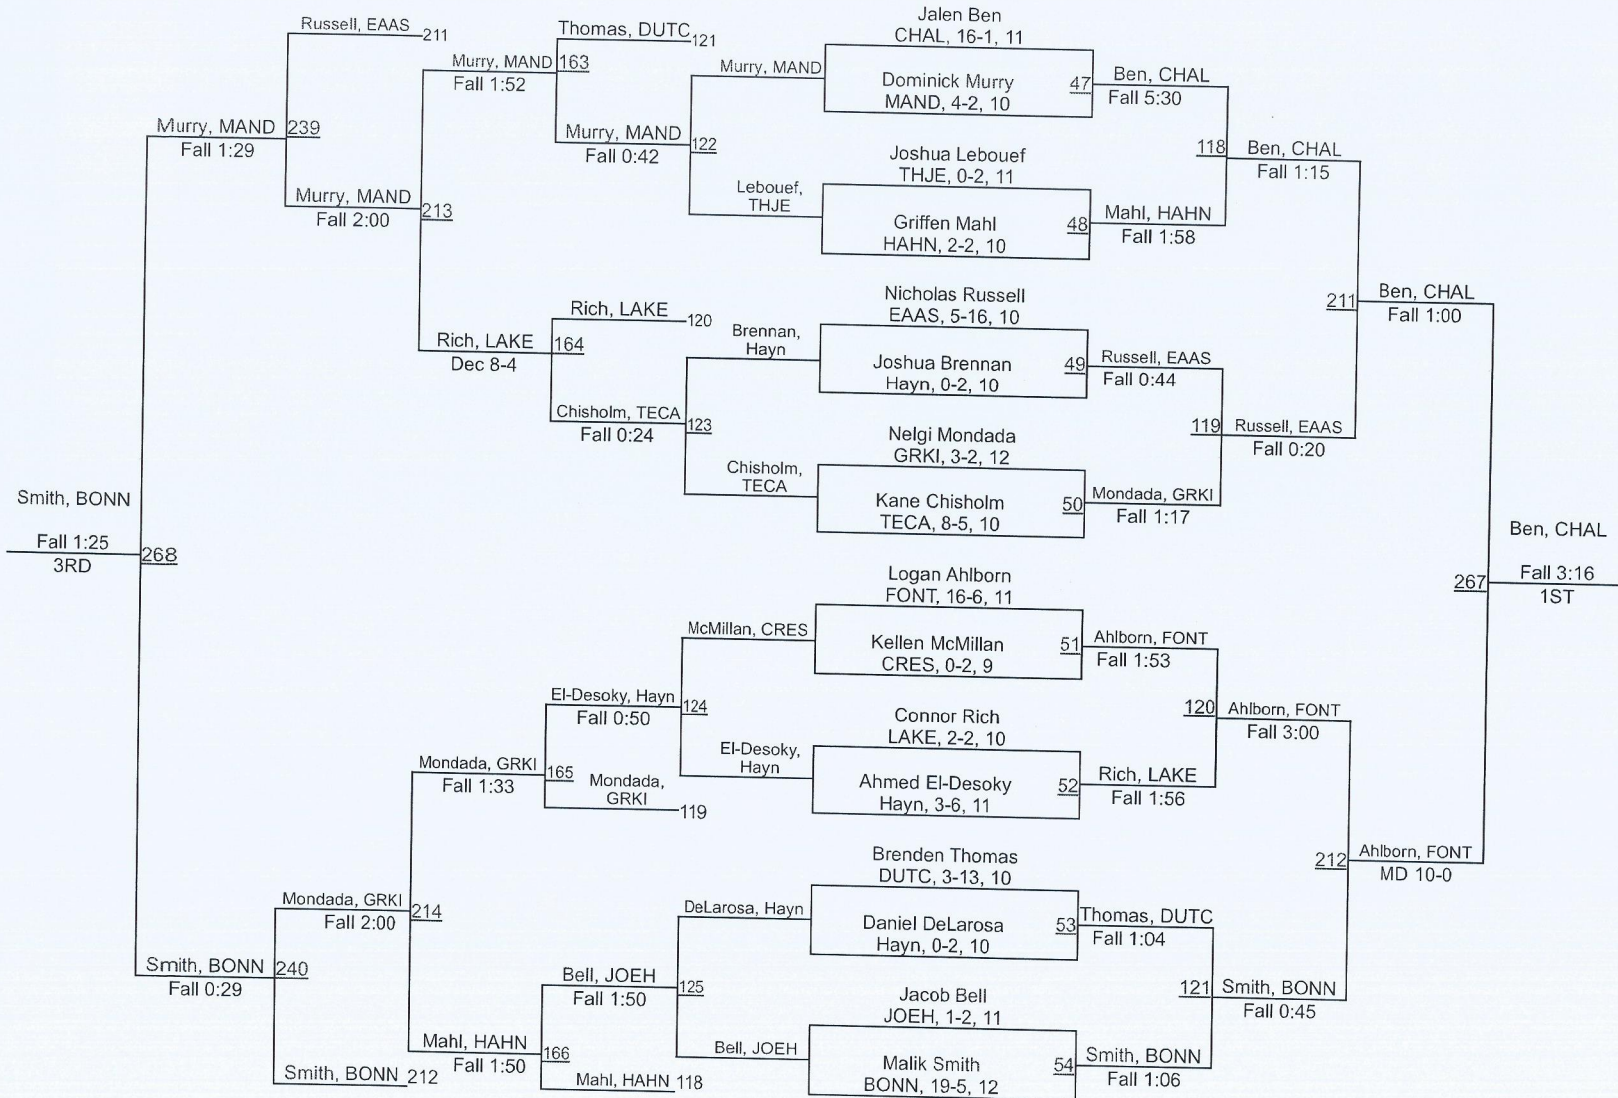 Russell, EAAS
211
Murry, MAND
239
Fall 1:29
Murry, MAND
Fall 2:00
213
Murry, MAND
163
Fall 1:52
Thomas, DUTC
121
Murry, MAND
Fall 0:42
122
Murry, MAND
Lebouef,
THJE
Rich, LAKE
164
Dec 8-4
Rich, LAKE
120
Chisholm, TECA
Fall 0:24
123
Brennan,
Hayn
Chisholm,
TECA
Smith, BONN
Fall 1:25
3RD
268
Smith, BONN
240
Fall 0:29
Mondada, GRKI
Fall 2:00
214
Smith, BONN
212
Mondada, GRKI
Fall 1:33
165
El-Desoky, Hayn
Fall 0:50
124
Mondada,
GRKI
119
McMillan, CRES
El-Desoky,
Hayn
Mahl, HAHN
Fall 1:50
166
Bell, JOEH
Fall 1:50
125
Mahl, HAHN
118
DeLarosa, Hayn
Bell, JOEH
Jalen Ben
CHAL, 16-1, 11
Dominick Murry
MAND, 4-2, 10
47
Joshua Lebouef
THJE, 0-2, 11
Griffen Mahl
HAHN, 2-2, 10
48
Nicholas Russell
EAAS, 5-16, 10
Joshua Brennan
Hayn, 0-2, 10
49
Nelgi Mondada
GRKI, 3-2, 12
Kane Chisholm
TECA, 8-5, 10
50
Logan Ahlborn
FONT, 16-6, 11
Kellen McMillan
CRES, 0-2, 9
51
Connor Rich
LAKE, 2-2, 10
Ahmed El-Desoky
Hayn, 3-6, 11
52
Brenden Thomas
DUTC, 3-13, 10
Daniel DeLarosa
Hayn, 0-2, 10
53
Jacob Bell
JOEH, 1-2, 11
Malik Smith
BONN, 19-5, 12
54
Ben, CHAL
Fall 5:30
118
Mahl, HAHN
Fall 1:58
Ben, CHAL
Fall 1:15
Russell, EAAS
Fall 0:44
119
Mondada, GRKI
Fall 1:17
Russell, EAAS
Fall 0:20
211
Ben, CHAL
Fall 1:00
Ahlborn, FONT
Fall 1:53
120
Rich, LAKE
Fall 1:56
Ahlborn, FONT
Fall 3:00
Thomas, DUTC
Fall 1:04
121
Smith, BONN
Fall 1:06
Smith, BONN
Fall 0:45
212
Ahlborn, FONT
MD 10-0
267
Ben, CHAL
Fall 3:16
1ST